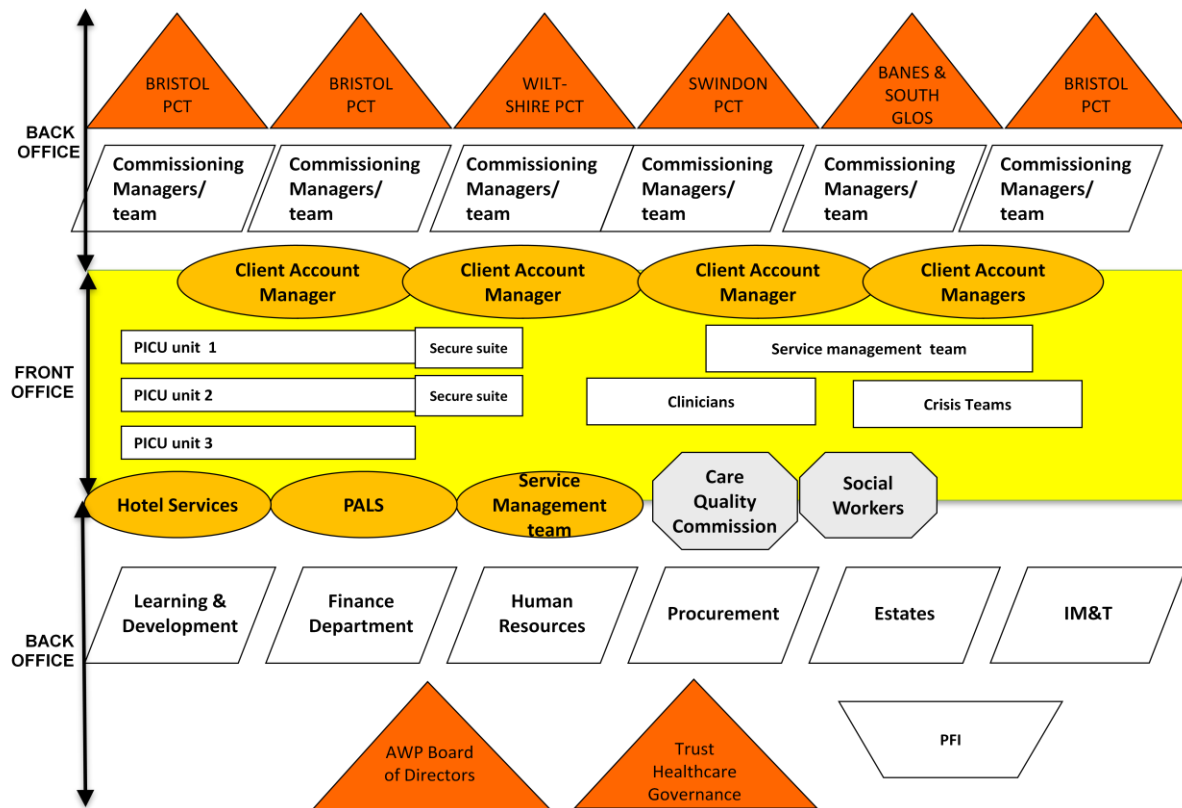 BRISTOL
PCT
BRISTOL
PCT
WILT-
SHIRE PCT
SWINDON
PCT
BANES &
SOUTH
GLOS
BRISTOL
PCT
BACK
OFFICE
Commissioning
Managers/
team
Commissioning
Managers/
team
Commissioning
Managers/
team
Commissioning
Managers/
team
Commissioning
Managers/
team
Commissioning
Managers/
team
Client Account
Manager
Client Account
Manager
Client Account
Manager
Client Account
Managers
FRONT
OFFICE
PICU unit  1
Secure suite
Service management  team
PICU unit 2
Secure suite
Clinicians
Crisis Teams
PICU unit 3
Hotel Services
PALS
Service
Management
team
Care
Quality
Commission
Social
Workers
BACK
OFFICE
Learning &
Development
Finance
Department
Human
Resources
Procurement
Estates
IM&T
AWP Board
of Directors
Trust
Healthcare
Governance
PFI